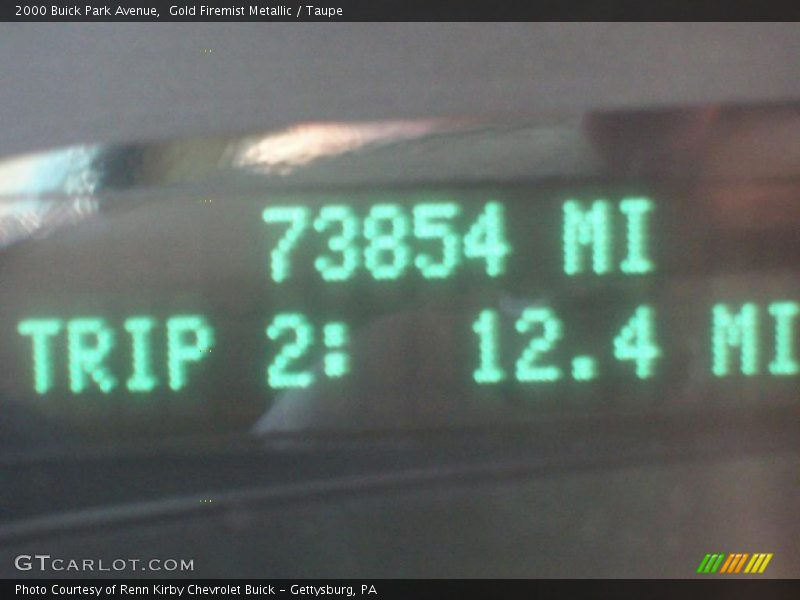 2000 Buick Park Avenue,  Gold Firemist Metallic / Taupe
73854 MI
TRIP 2:  12.4 MI
GTCARLOT.COM
Photo Courtesy of Renn Kirby Chevrolet Buick – Gettysburg, PA